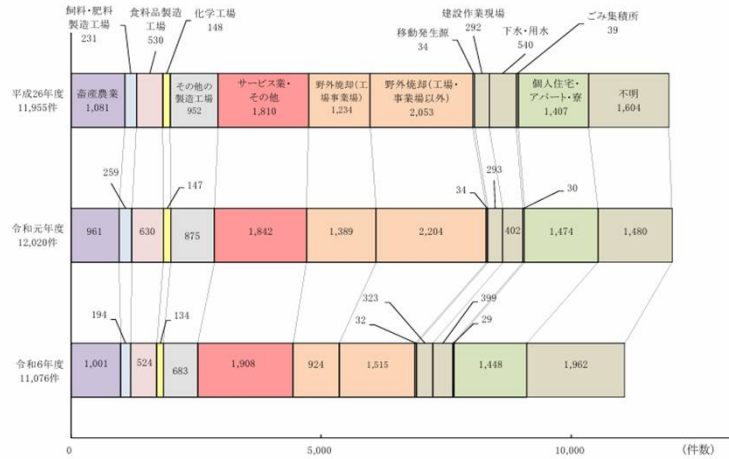 飼料・肥料
製造工場
231
食料品製造
工場
530
化学工場
148
移動発生源
34
建設作業現場
292
下水・用水
540
ごみ集積所
39
平成26年度
11,955件
畜産農業
1,081
その他の
製造工場
952
サービス業・
その他
1,810
野外焼却(工
場事業場)
1,234
野外焼却(工場・
事業場以外)
2,053
個人住宅・
アパート・寮
1,407
不明
1,604
259
147
34
293
30
令和元年度
12,020件
961
630
875
1,842
1,389
2,204
402
1,474
1,480
194
134
32
323
399
29
令和6年度
11,076件
1,001
524
683
1,908
924
1,515
1,448
1,962
0
5,000
10,000
(件数)